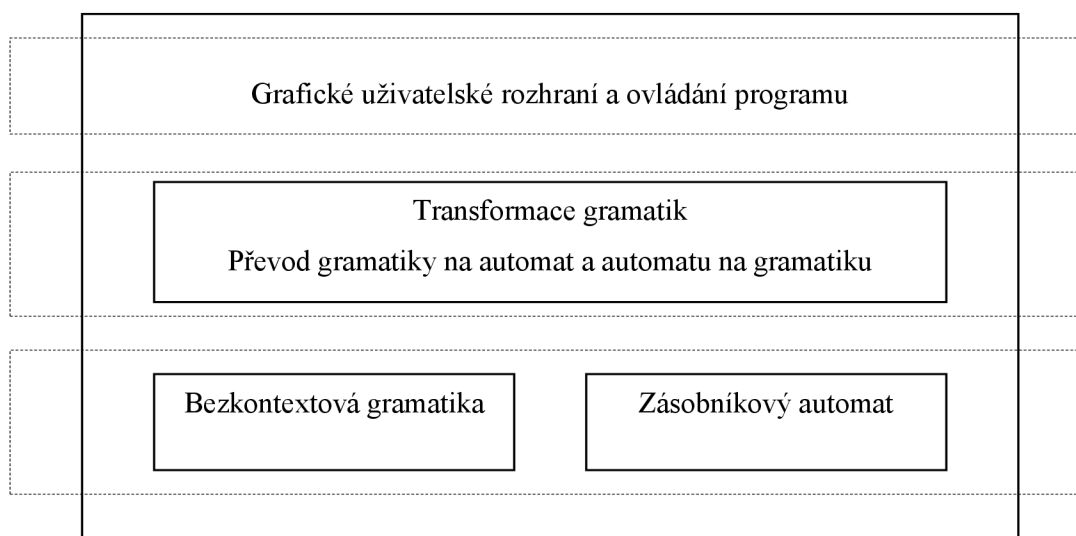 Grafické uživatelské rozhraní a ovládání programu
Transformace gramatik
Převod gramatiky na automat a automatu na gramatiku
Bezkontextová gramatika
Zásobníkový automat